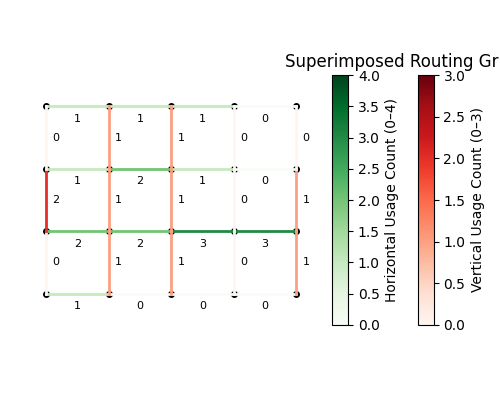 Superimposed Routing Gr
1 1 1 0
0 1 1 0 0
1 2 1 0
2 1 1 0 1
2 2 3 3
0 1 1 0 1
1 0 0 0
4.0
3.5
3.0
2.5
2.0
1.5
1.0
0.5
0.0
Horizontal Usage Count (0–4)
3.0
2.5
2.0
1.5
1.0
0.5
0.0
Vertical Usage Count (0–3)